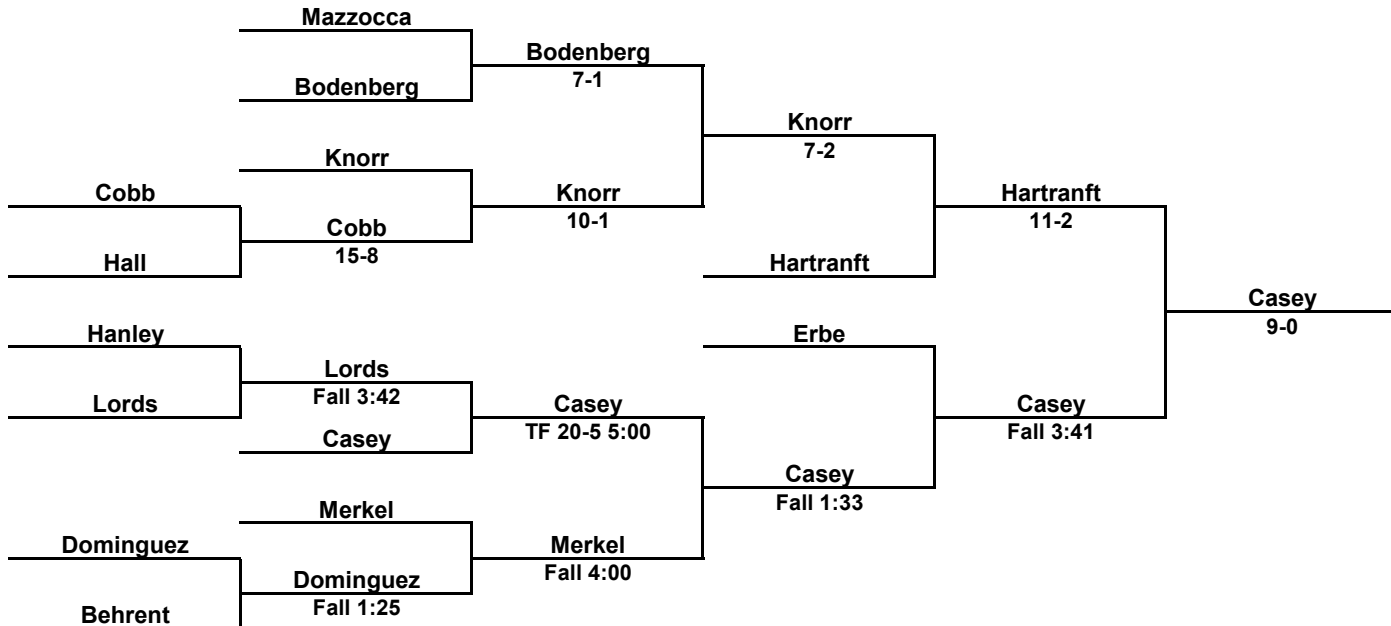 Mazzocca
Bodenberg
7-1
Bodenberg
Knorr
7-2
Knorr
Cobb
Knorr
10-1
Hartranft
11-2
Cobb
15-8
Hall
Hartranft
Casey
9-0
Hanley
Erbe
Lords
Fall 3:42
Lords
Casey
TF 20-5 5:00
Casey
Fall 3:41
Casey
Casey
Fall 1:33
Merkel
Dominguez
Merkel
Fall 4:00
Dominguez
Fall 1:25
Behrent